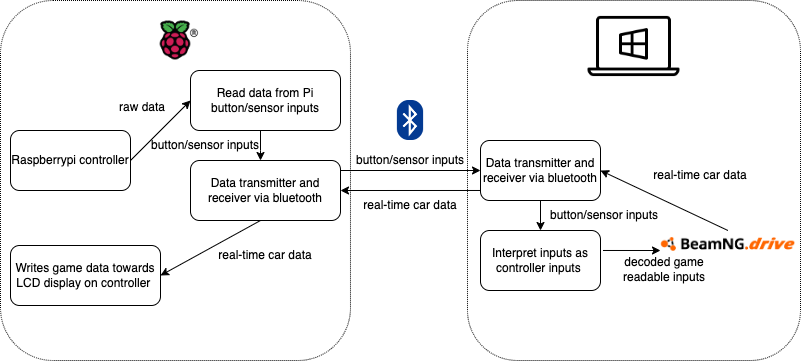 ®
Read data from Pi
button/sensor inputs
raw data
button/sensor inputs
Raspberrypi controller
Data transmitter and
receiver via bluetooth
real-time car data
Writes game data towards
LCD display on controller
button/sensor inputs
real-time car data
Data transmitter and
receiver via bluetooth
real-time car data
button/sensor inputs
Interpret inputs as
controller inputs
BeamNG.drive
decoded game
readable inputs